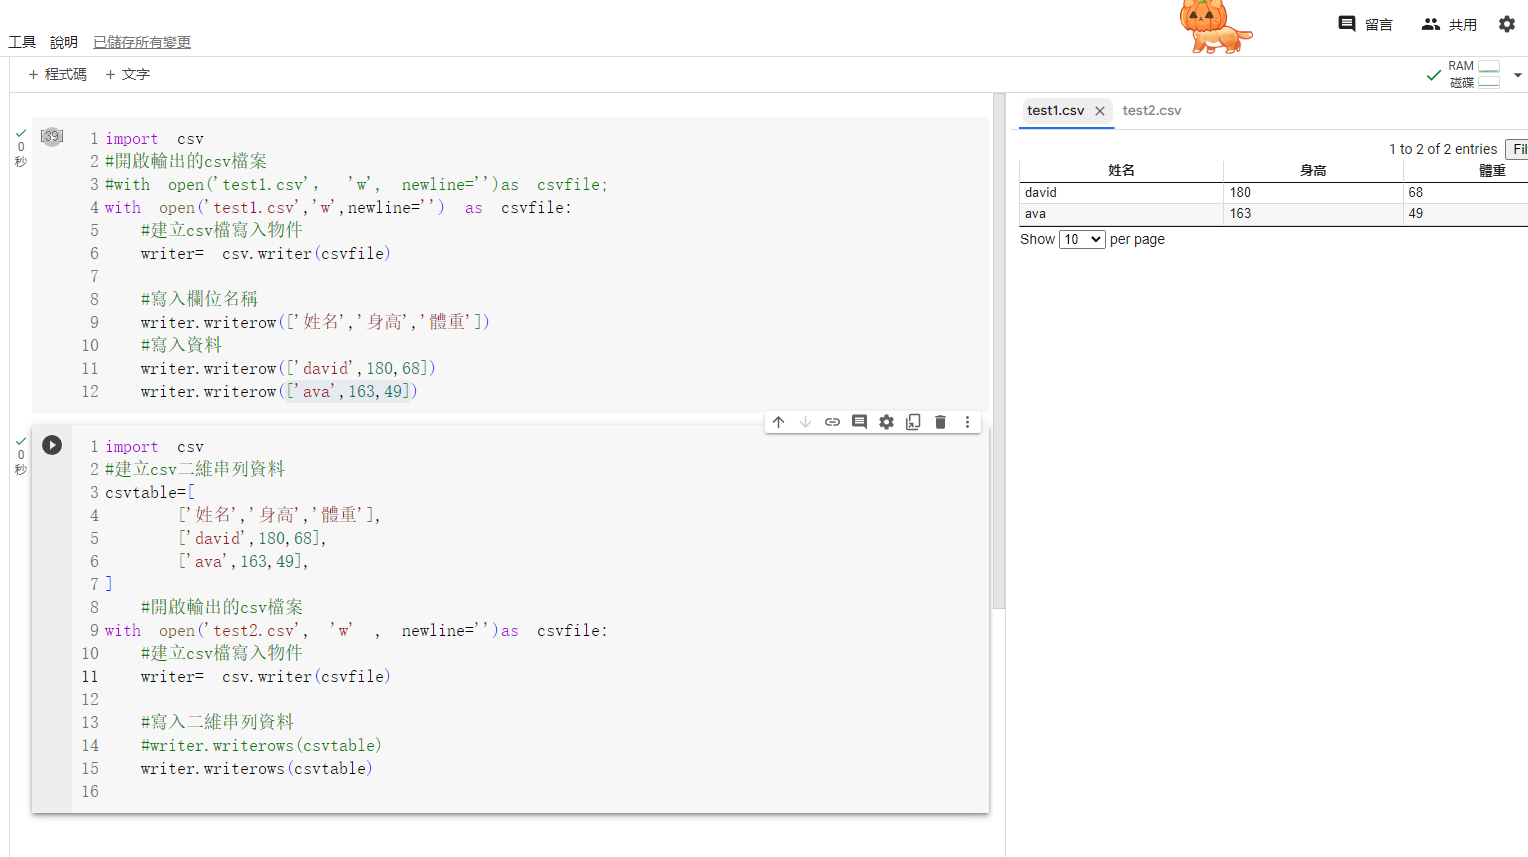 留言 共用
工具 說明 已儲存所有變更
+ 程式碼 + 文字
RAM
磁碟
[39]
0
秒
1 import csv
2 #開啟輸出的csv檔案
3 #with open('test1.csv', 'w', newline='')as csvfile;
4 with open('test1.csv','w',newline='') as csvfile:
5 #建立csv檔寫入物件
6 writer= csv.writer(csvfile)
7
8 #寫入欄位名稱
9 writer.writerow(['姓名','身高','體重'])
10 #寫入資料
11 writer.writerow(['david',180,68])
12 writer.writerow(['ava',163,49])
0
秒
1 import csv
2 #建立csv二維串列資料
3 csvtable=[
4 ['姓名','身高','體重'],
5 ['david',180,68],
6 ['ava',163,49],
7 ]
8 #開啟輸出的csv檔案
9 with open('test2.csv', 'w' , newline='')as csvfile:
10 #建立csv檔寫入物件
11 writer= csv.writer(csvfile)
12
13 #寫入二維串列資料
14 #writer.writerows(csvtable)
15 writer.writerows(csvtable)
16
test1.csv × test2.csv
1 to 2 of 2 entries Fil
姓名 身高 體重
david 180 68
ava 163 49
Show 10 per page